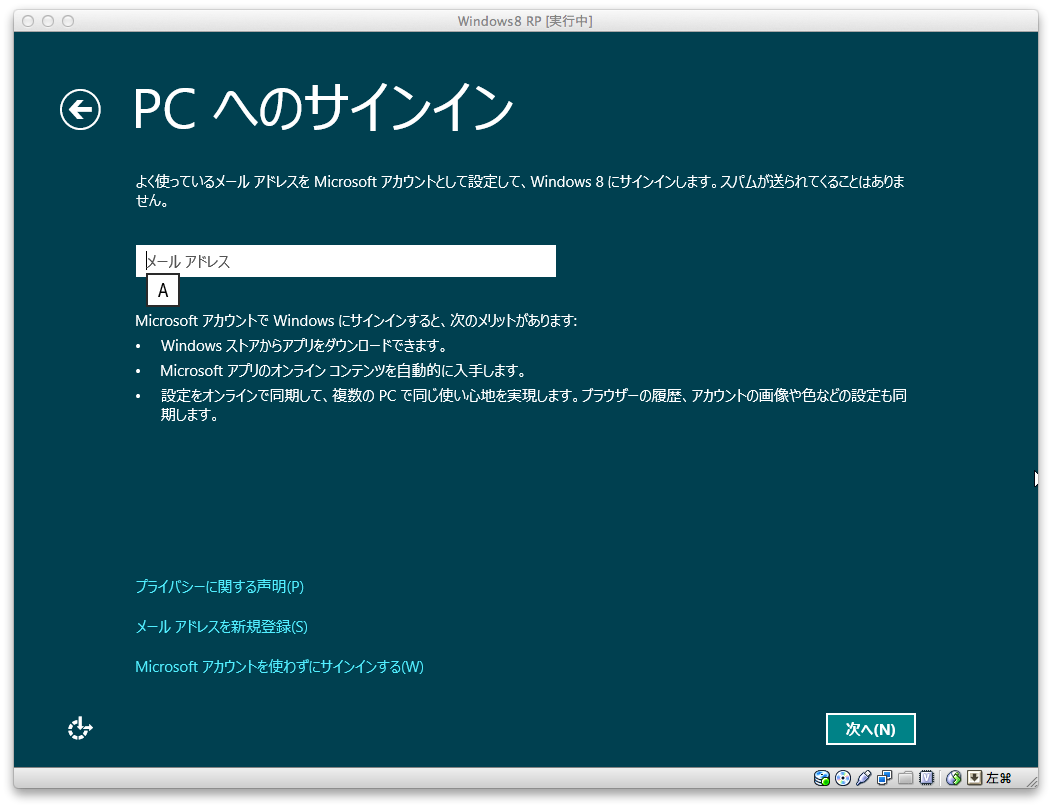 Windows8 RP [実行中]
PC へのサインイン
よく使っているメール アドレスを Microsoft アカウントとして設定して、Windows 8 にサインインします。スパムが送られてくることはありま
せん。
メール アドレス
A
Microsoft アカウントで Windows にサインインすると、次のメリットがあります:
• Windows ストアからアプリをダウンロードできます。
• Microsoft アプリのオンライン コンテンツを自動的に入手します。
• 設定をオンラインで同期して、複数の PC で同じ使い心地を実現します。ブラウザーの履歴、アカウントの画像や色などの設定も同
期します。
プライバシーに関する声明(P)
メール アドレスを新規登録(S)
Microsoft アカウントを使わずにサインインする(W)
次へ(N)
左⌘